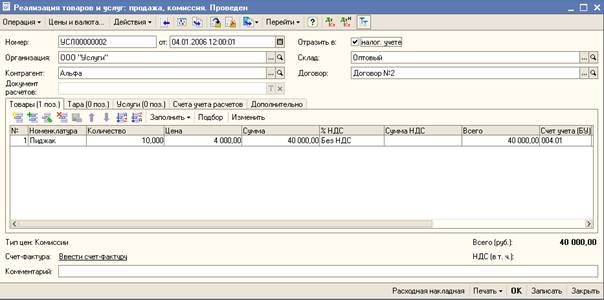 Реализация товаров и услуг: продажа, комиссия. Проведен
Операция Цены и валюта... Действия Перейти
Номер: УСЛ00000002 от: 04.01.2006 12:00:01 Отразить в: налог. учете
Организация: ООО "Услуги" Склад: Оптовый
Контрагент: Альфа Договор: Договор №2
Документ расчетов:
Товары (1 поз.) Тара (0 поз.) Услуги (0 поз.) Счета учета расчетов Дополнительно
Заполнить Подбор Изменить
№ Номенклатура Количество Цена Сумма % НДС Сумма НДС Всего Счет учета (БУ)
1 Пиджак 10,000 4 000,00 40 000,00 Без НДС 40 000,00 004.01
Тип цен: Комиссии Всего (руб.): 40 000,00
Счет-фактура: Ввести счет-фактуру НДС (в т. ч.):
Комментарий:
Расходная накладная Печать OK Записать Закрыть